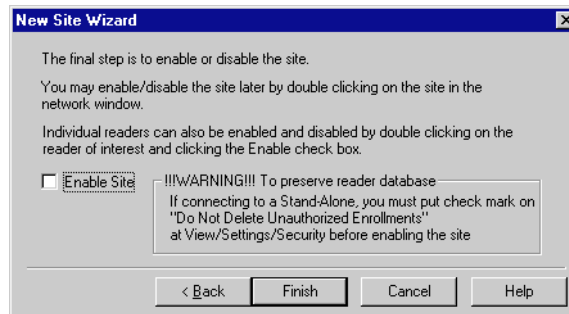 New Site Wizard
The final step is to enable or disable the site.
You may enable/disable the site later by double clicking on the site in the
network window.
Individual readers can also be enabled and disabled by double clicking on the
reader of interest and clicking the Enable check box.
Enable Site
!!!WARNING!!! To preserve reader database
If connecting to a Stand-Alone, you must put check mark on
"Do Not Delete Unauthorized Enrollments"
at View/Settings/Security before enabling the site
< Back Finish Cancel Help